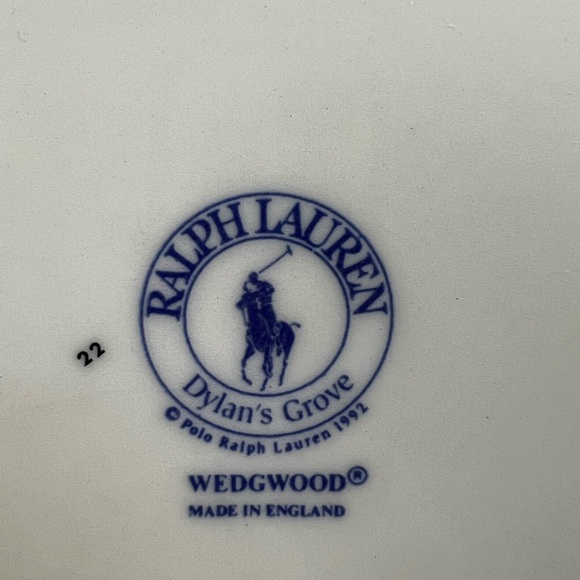 RALPH LAUREN
Dylan's Grove
© Polo Ralph Lauren 1992
22
WEDGWOOD®
MADE IN ENGLAND